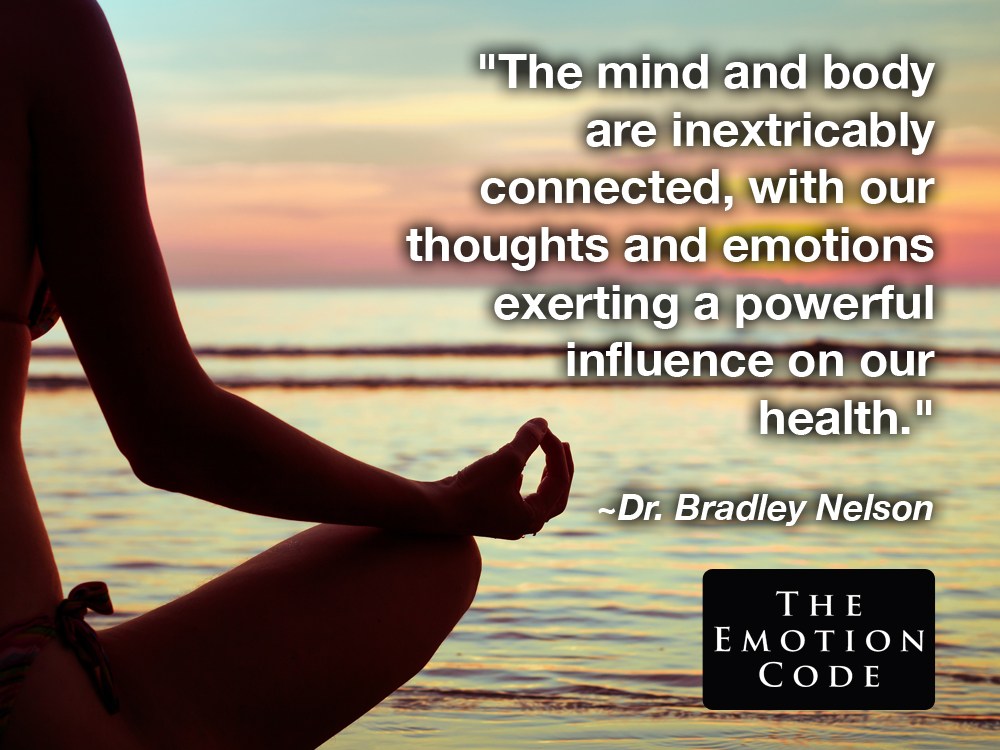 "The mind and body
are inextricably
connected, with our
thoughts and emotions
exerting a powerful
influence on our
health."
~Dr. Bradley Nelson
THE
EMOTION
CODE